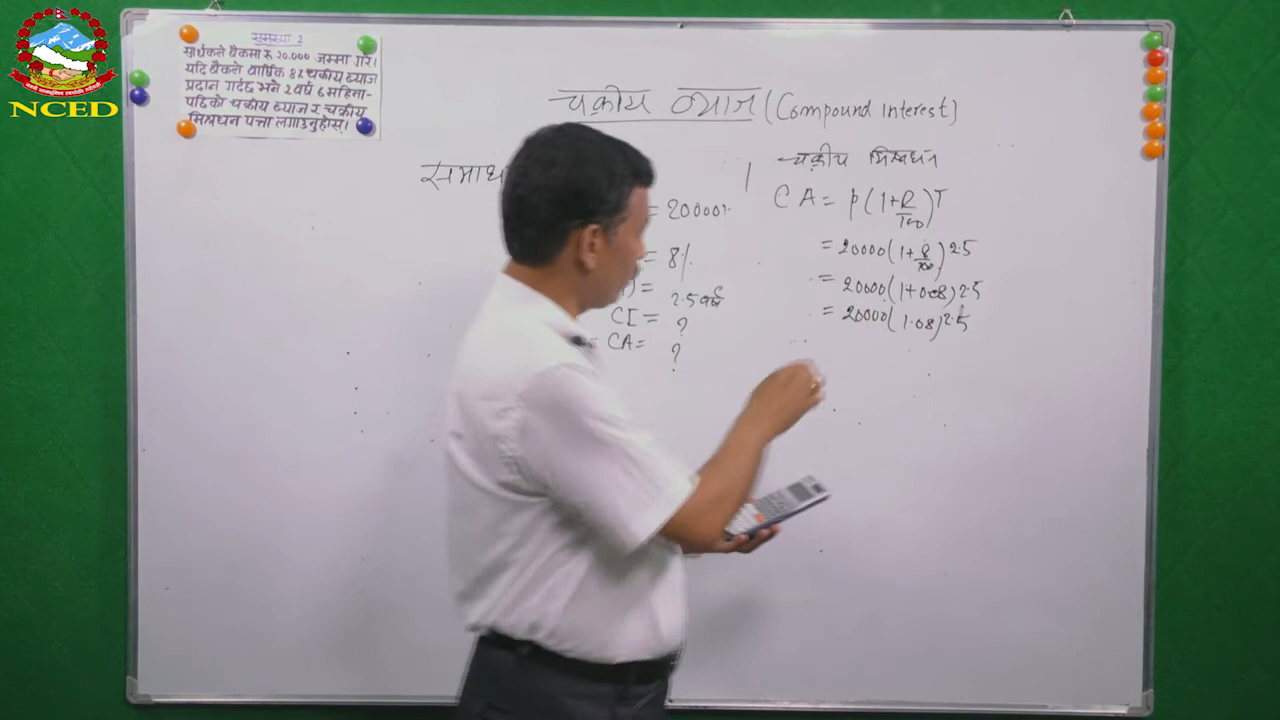 NCED
समस्या 2
सार्थकले बैंकमा रु 20.000 जम्मा गरे।
यदि बैंकले वार्षिक 8% चक्रीय ब्याज
प्रदान गर्दछ भने 2 वर्ष 6 महिना-
पछिको चक्रीय ब्याज र चक्रीय
मिश्रधन पत्ता लगाउनुहोस्।
चक्रीय ब्याज (Compound Interest)
समाध
= 20000।-
= 8%
) = 2.5 वर्ष
CI = ?
CA = ?
चक्रीय मिश्रधन
CA = P(1+R/100)T
= 20000(1+8/100)2.5
= 20000(1+0.08)2.5
= 20000(1.08)2.5